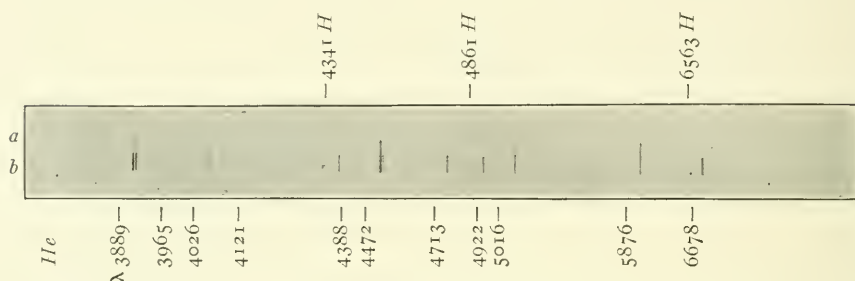 —4341 H
—4861 H
—6563 H
a
b
He
λ 3889—
3965—
4026—
4121—
4388—
4472—
4713—
4922—
5016—
5876—
6678—